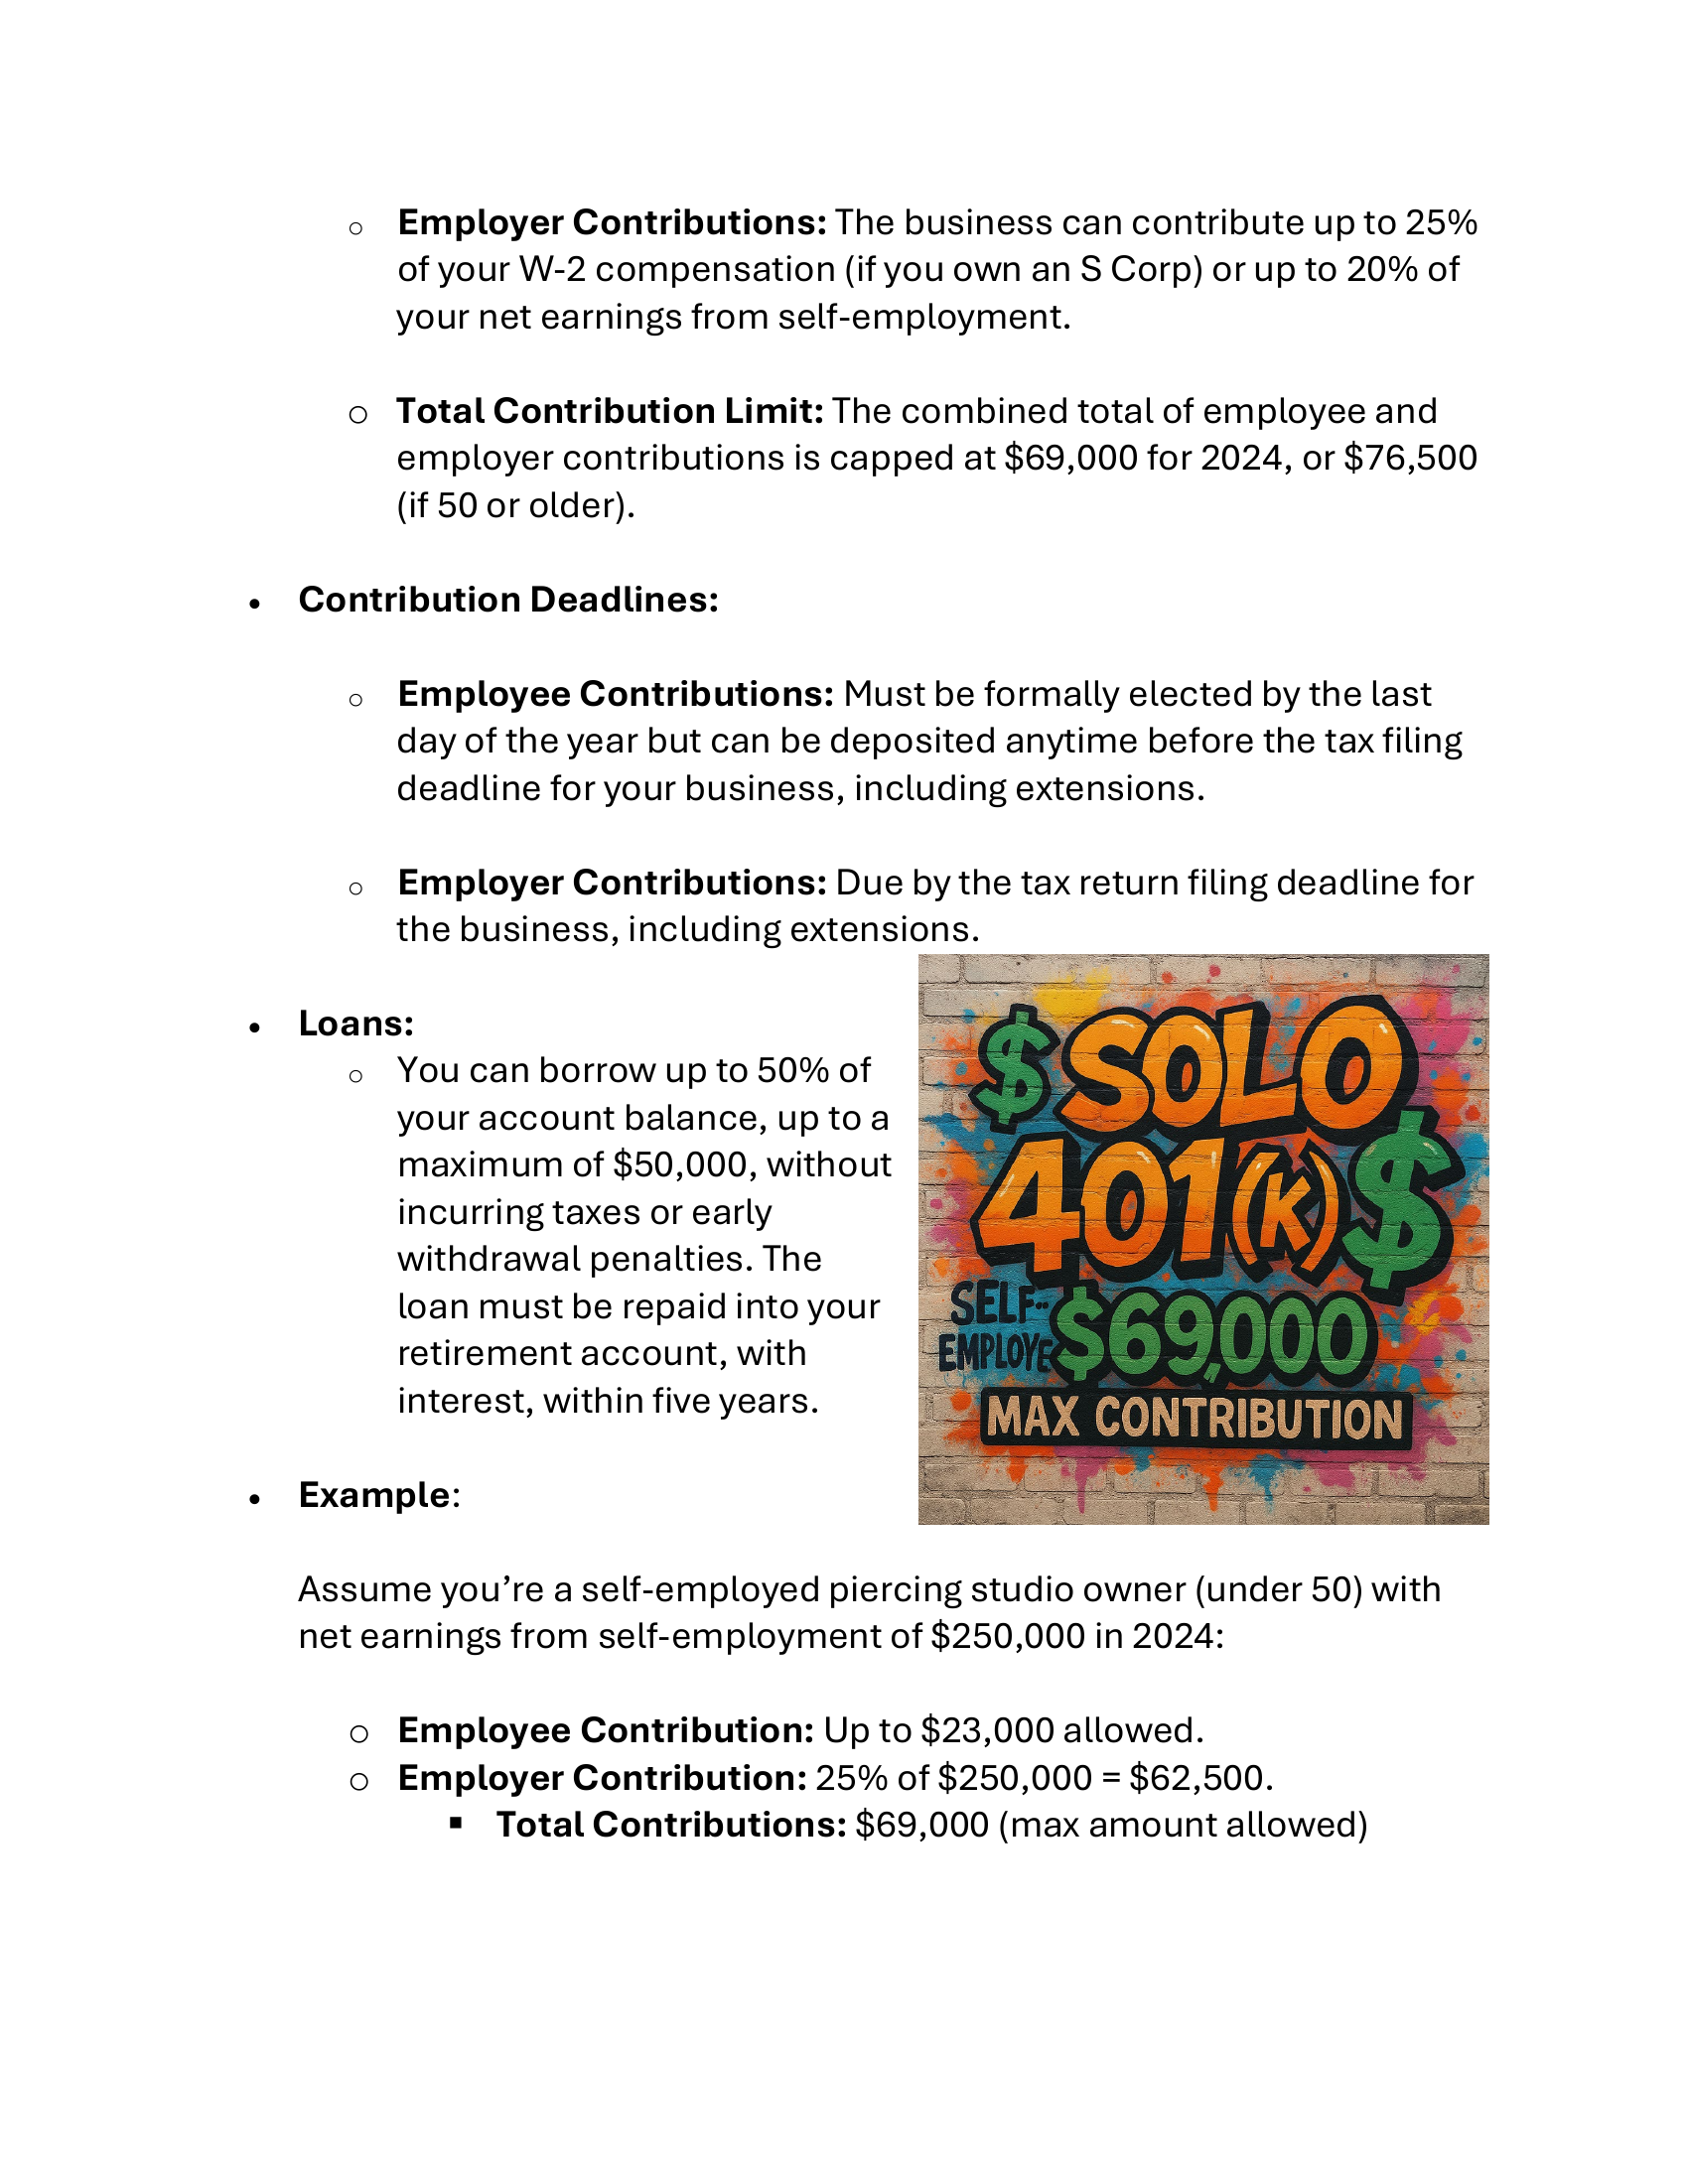 Employer Contributions: The business can contribute up to 25%
of your W-2 compensation (if you own an S Corp) or up to 20% of
your net earnings from self-employment.
Total Contribution Limit: The combined total of employee and
employer contributions is capped at $69,000 for 2024, or $76,500
(if 50 or older).
Contribution Deadlines:
Employee Contributions: Must be formally elected by the last
day of the year but can be deposited anytime before the tax filing
deadline for your business, including extensions.
Employer Contributions: Due by the tax return filing deadline for
the business, including extensions.
Loans:
You can borrow up to 50% of
your account balance, up to a
maximum of $50,000, without
incurring taxes or early
withdrawal penalties. The
loan must be repaid into your
retirement account, with
interest, within five years.
$ SOLO
401(K) $
SELF-
EMPLOYE $69,000
MAX CONTRIBUTION
Example:
Assume you’re a self-employed piercing studio owner (under 50) with
net earnings from self-employment of $250,000 in 2024:
Employee Contribution: Up to $23,000 allowed.
Employer Contribution: 25% of $250,000 = $62,500.
Total Contributions: $69,000 (max amount allowed)